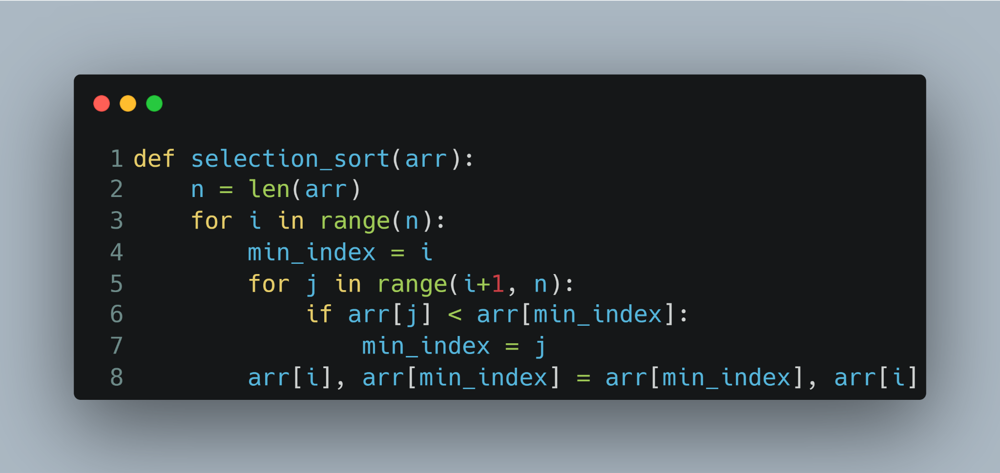 1 def selection_sort(arr):
2     n = len(arr)
3     for i in range(n):
4         min_index = i
5         for j in range(i+1, n):
6             if arr[j] < arr[min_index]:
7                 min_index = j
8         arr[i], arr[min_index] = arr[min_index], arr[i]